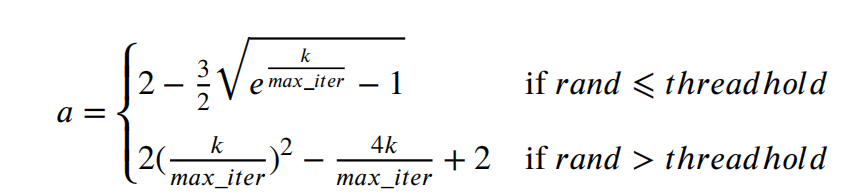 a = { 2 − 3/2 √(e^(k/max_iter) − 1) if rand ⩽ threadhold
2(k/max_iter)² − 4k/max_iter + 2 if rand > threadhold